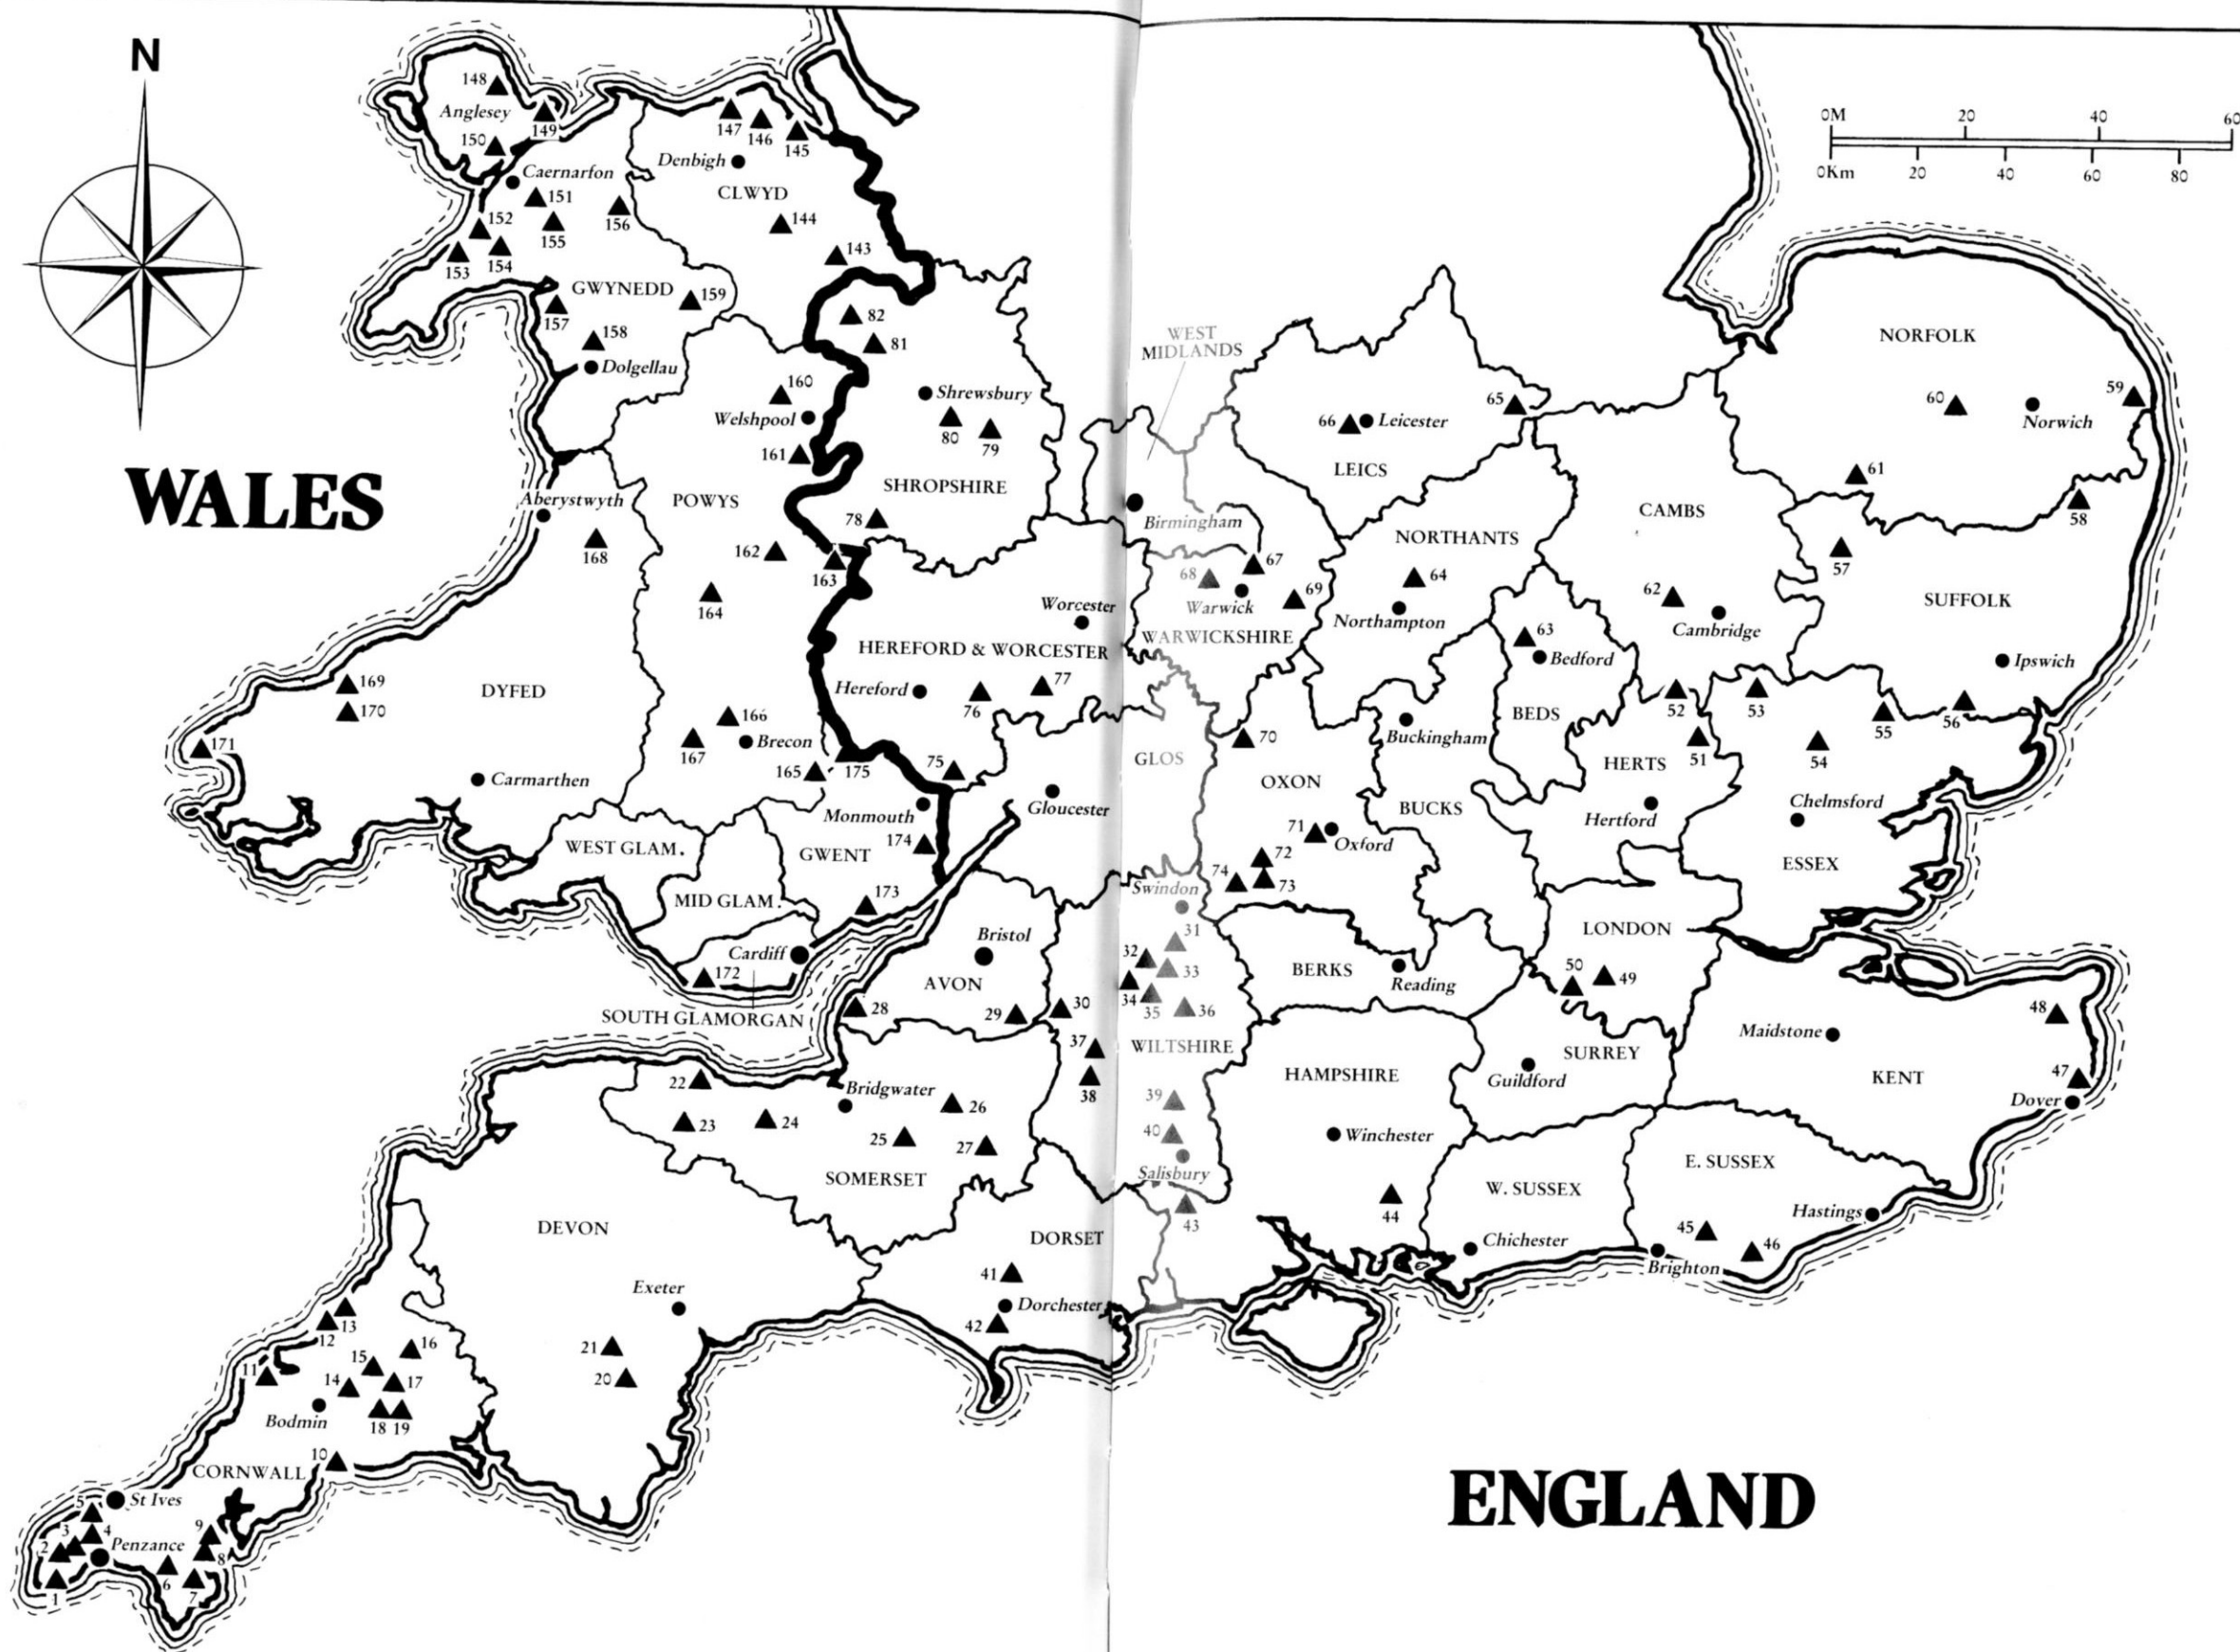 N
WALES
ENGLAND
0M 20 40 60
0Km 20 40 60 80
148
Anglesey
149
150
Caernarfon
151
152
153
154
155
156
GWYNEDD
157
158
159
Dolgellau
147
146
145
Denbigh
CLWYD
144
143
82
81
160
Welshpool
161
Shrewsbury
80
79
SHROPSHIRE
78
Aberystwyth
168
POWYS
162
163
164
169
170
171
DYFED
Carmarthen
166
167
Brecon
165
175
75
Monmouth
174
WEST GLAM.
GWENT
MID GLAM.
173
Cardiff
172
SOUTH GLAMORGAN
WEST
MIDLANDS
Birmingham
66
Leicester
65
LEICS
NORFOLK
60
Norwich
59
61
58
CAMBS
NORTHANTS
64
Northampton
67
68
Warwick
69
WARWICKSHIRE
Worcester
HEREFORD & WORCESTER
Hereford
76
77
57
SUFFOLK
62
Cambridge
63
Bedford
BEDS
Ipswich
52
53
51
54
55
56
HERTS
Hertford
Chelmsford
ESSEX
GLOS
Gloucester
70
OXON
Buckingham
BUCKS
71
Oxford
72
73
74
Swindon
31
32
33
34
35
36
Bristol
AVON
28
29
30
37
38
WILTSHIRE
39
40
Salisbury
43
BERKS
Reading
LONDON
50
49
SURREY
Guildford
HAMPSHIRE
Winchester
44
Maidstone
48
KENT
47
Dover
W. SUSSEX
E. SUSSEX
Chichester
Brighton
45
46
Hastings
22
23
24
Bridgwater
25
26
27
SOMERSET
DEVON
DORSET
41
Dorchester
42
Exeter
21
20
13
12
11
16
15
14
17
Bodmin
18 19
10
CORNWALL
5
St Ives
3
4
2
Penzance
9
8
6
7
1